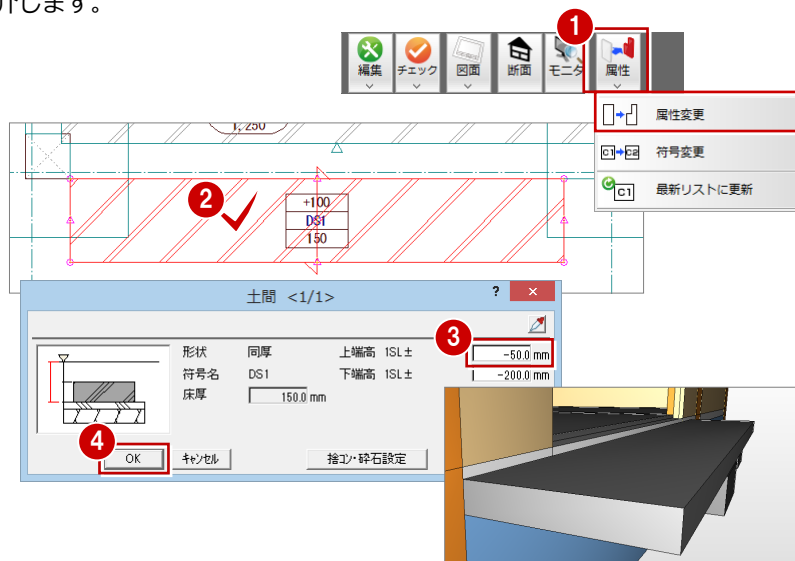 介します。
1
編集 チェック 図面 断面 モニタ 属性
属性変更
C1 C2 符号変更
C1 最新リストに更新
1,250
2
+100
DS1
150
土間 <1/1> ? ×
3
形状 同厚 上端高 1SL± -50.0 mm
符号名 DS1 下端高 1SL± -200.0 mm
床厚 150.0 mm
4
OK ｷｬﾝｾﾙ 捨ｺﾝ・砕石設定